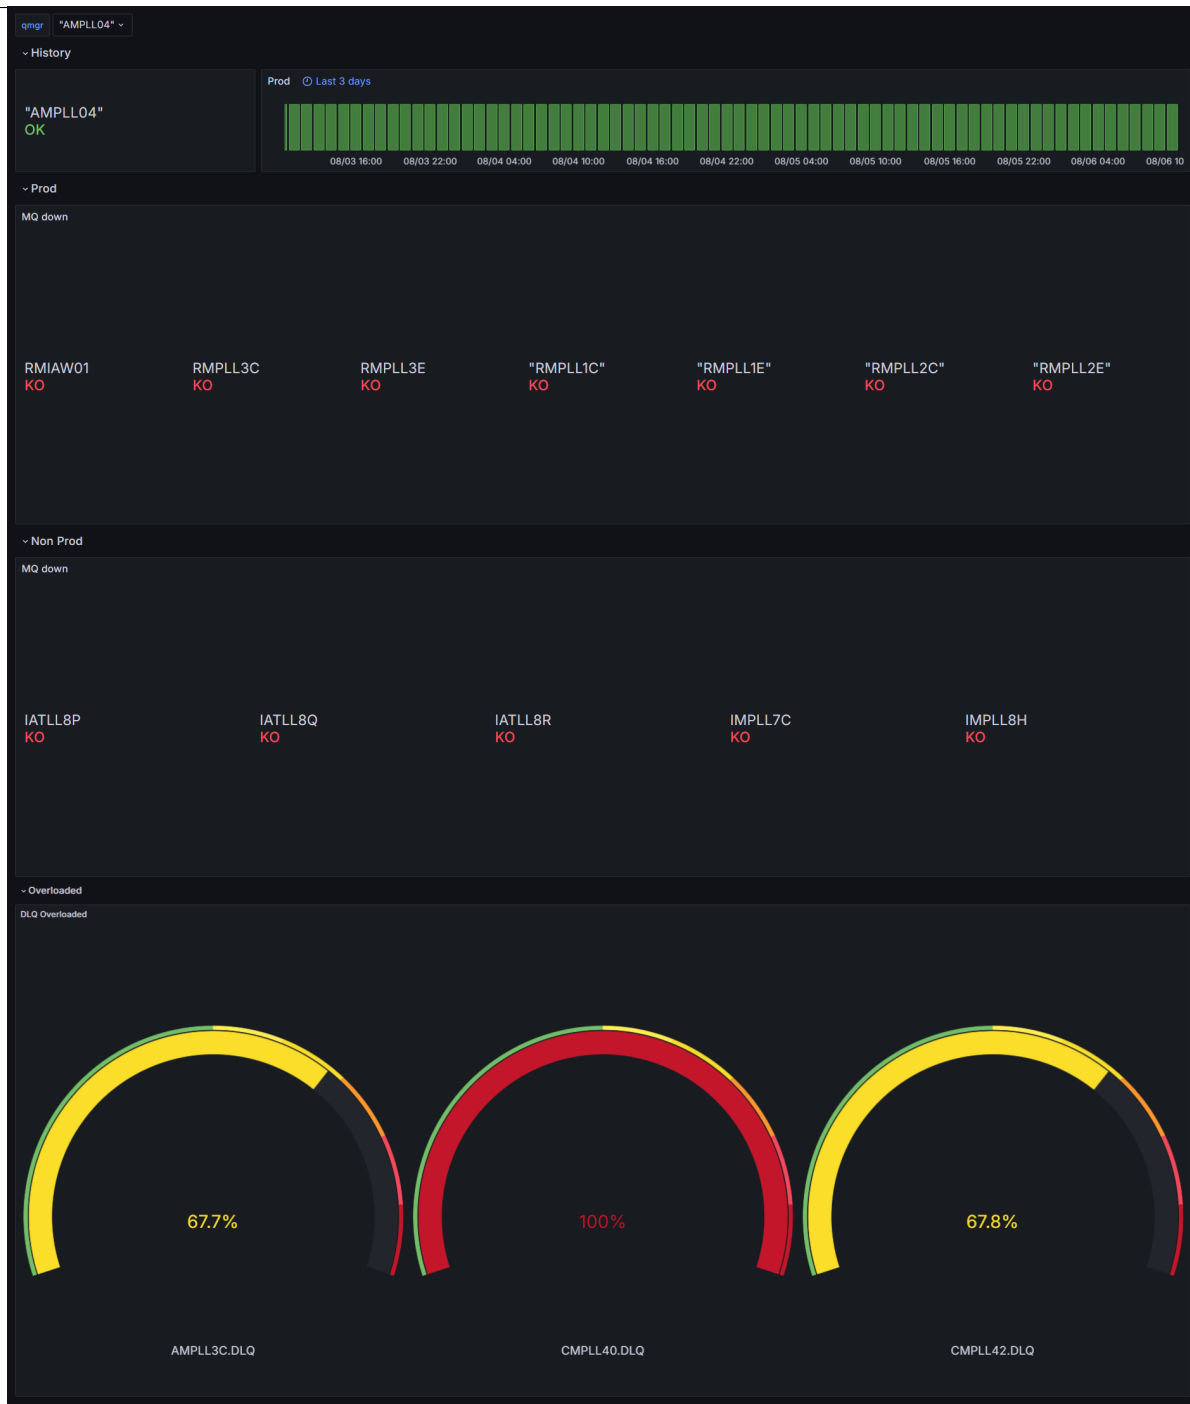 qmgr "AMPLL04"
History
"AMPLL04"
OK
Prod Last 3 days
08/03 16:00 08/03 22:00 08/04 04:00 08/04 10:00 08/04 16:00 08/04 22:00 08/05 04:00 08/05 10:00 08/05 16:00 08/05 22:00 08/06 04:00 08/06 10
Prod
MQ down
RMIAW01 RMPLL3C RMPLL3E "RMPLL1C" "RMPLL1E" "RMPLL2C" "RMPLL2E"
KO KO KO KO KO KO KO
Non Prod
MQ down
IATLL8P IATLL8Q IATLL8R IMPLL7C IMPLL8H
KO KO KO KO KO
Overloaded
DLQ Overloaded
67.7% 100% 67.8%
AMPLL3C.DLQ CMPLL40.DLQ CMPLL42.DLQ